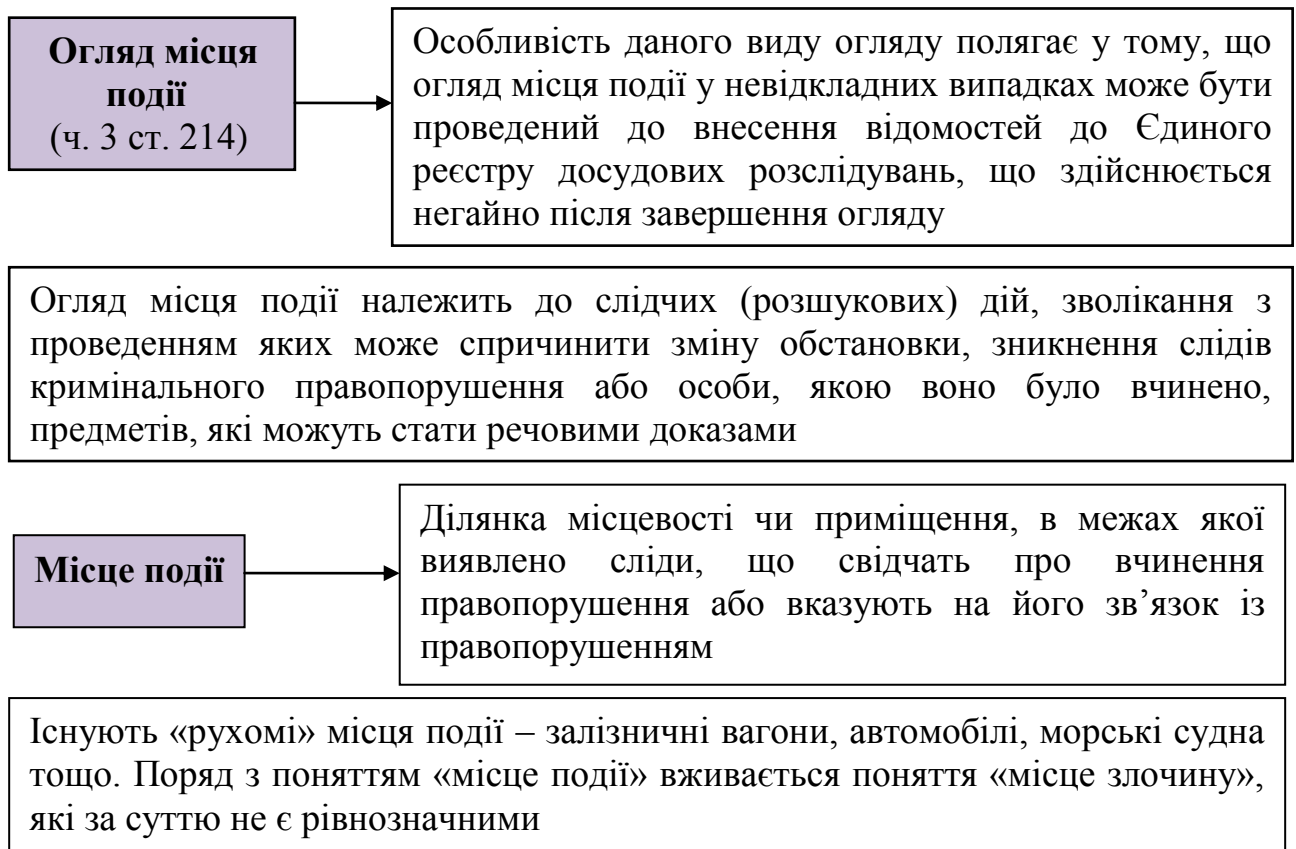 Огляд місця
події
(ч. 3 ст. 214)
Особливість даного виду огляду полягає у тому, що
огляд місця події у невідкладних випадках може бути
проведений до внесення відомостей до Єдиного
реєстру досудових розслідувань, що здійснюється
негайно після завершення огляду
Огляд місця події належить до слідчих (розшукових) дій, зволікання з
проведенням яких може спричинити зміну обстановки, зникнення слідів
кримінального правопорушення або особи, якою воно було вчинено,
предметів, які можуть стати речовими доказами
Місце події
Ділянка місцевості чи приміщення, в межах якої
виявлено сліди, що свідчать про вчинення
правопорушення або вказують на його зв’язок із
правопорушенням
Існують «рухомі» місця події – залізничні вагони, автомобілі, морські судна
тощо. Поряд з поняттям «місце події» вживається поняття «місце злочину»,
які за суттю не є рівнозначними